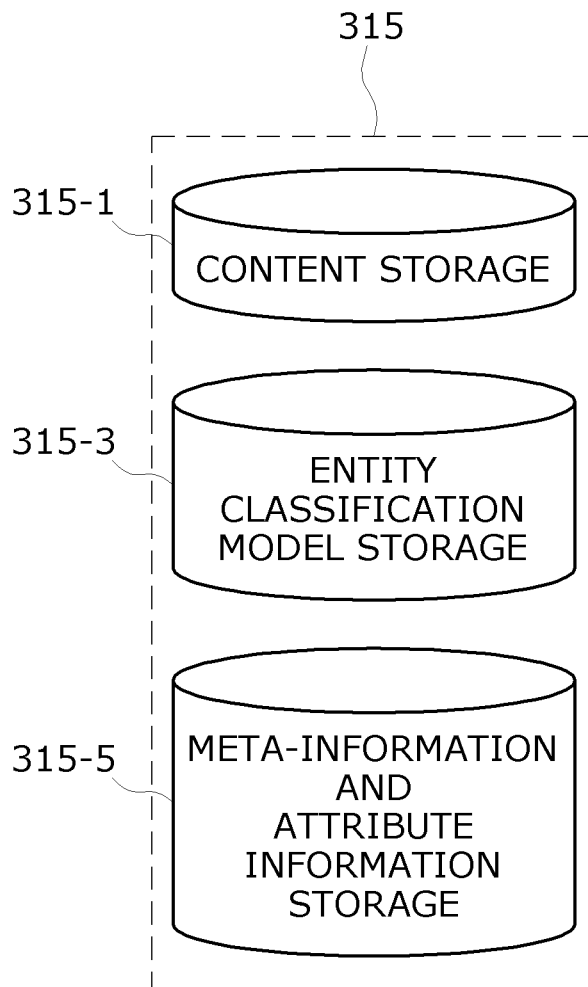 315
315-1
CONTENT STORAGE
315-3
ENTITY
CLASSIFICATION
MODEL STORAGE
315-5
META-INFORMATION
AND
ATTRIBUTE
INFORMATION
STORAGE